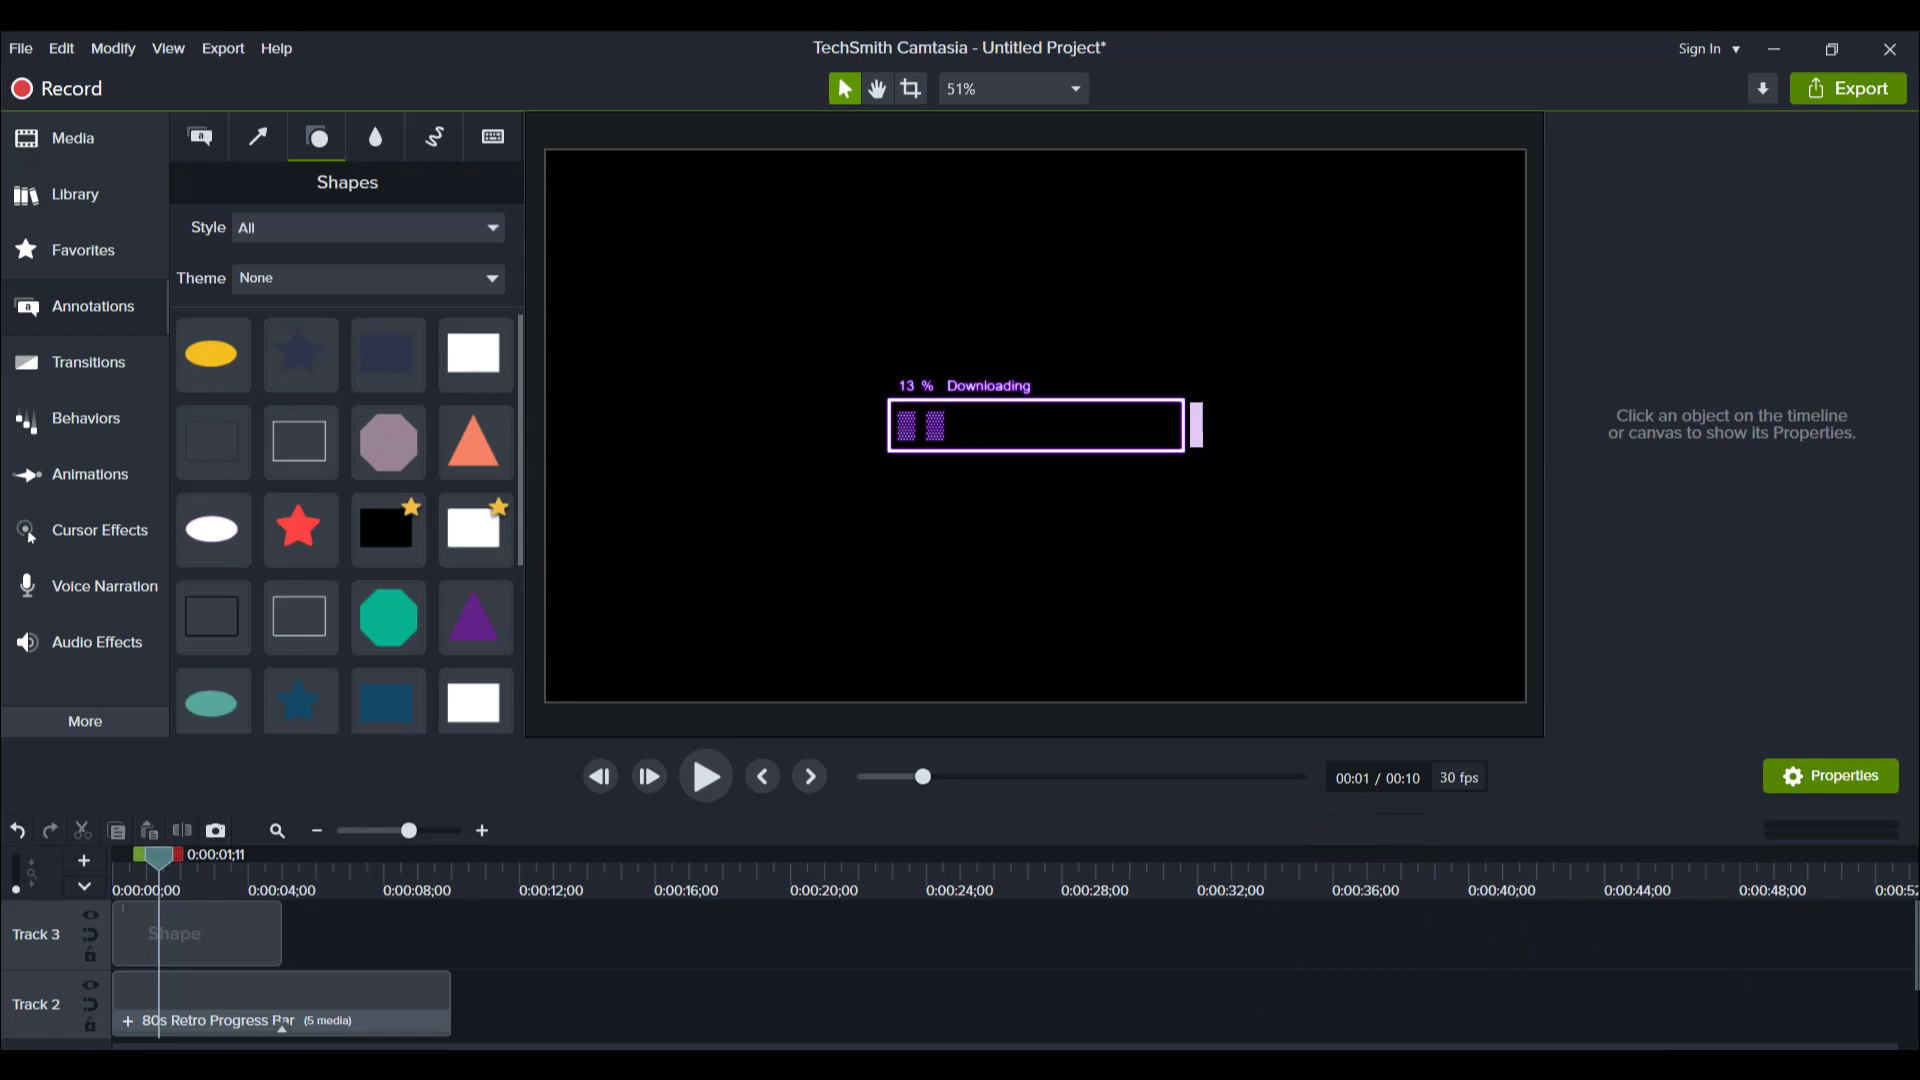 File Edit Modify View Export Help
TechSmith Camtasia - Untitled Project*
Sign In
Record
51%
Export
Media
Library
Favorites
Annotations
Transitions
Behaviors
Animations
Cursor Effects
Voice Narration
Audio Effects
More
Shapes
Style All
Theme None
13 % Downloading
Click an object on the timeline
or canvas to show its Properties.
00:01 / 00:10 30 fps
Properties
0:00:01;11
0:00:00;00 0:00:04;00 0:00:08;00 0:00:12;00 0:00:16;00 0:00:20;00 0:00:24;00 0:00:28;00 0:00:32;00 0:00:36;00 0:00:40;00 0:00:44;00 0:00:48;00 0:00:52
Track 3
Shape
Track 2
+ 80s Retro Progress Bar (5 media)